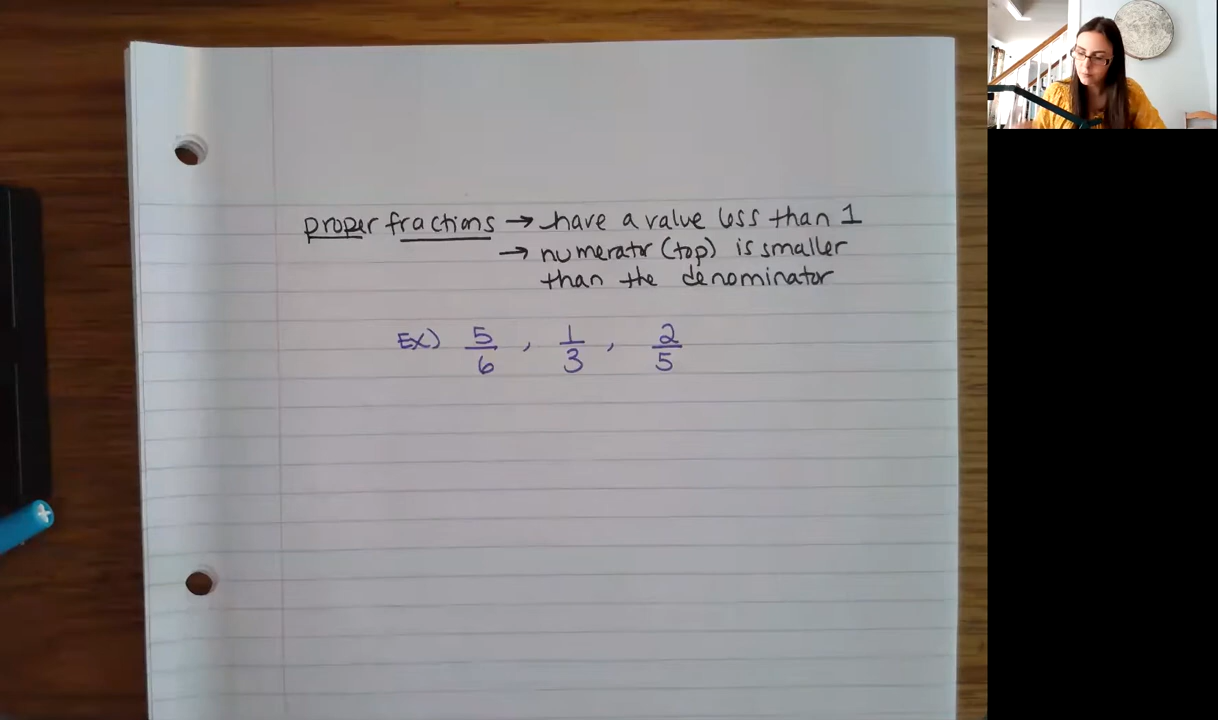 proper fractions → have a value less than 1
→ numerator (top) is smaller
than the denominator
Ex) 5/6 , 1/3 , 2/5